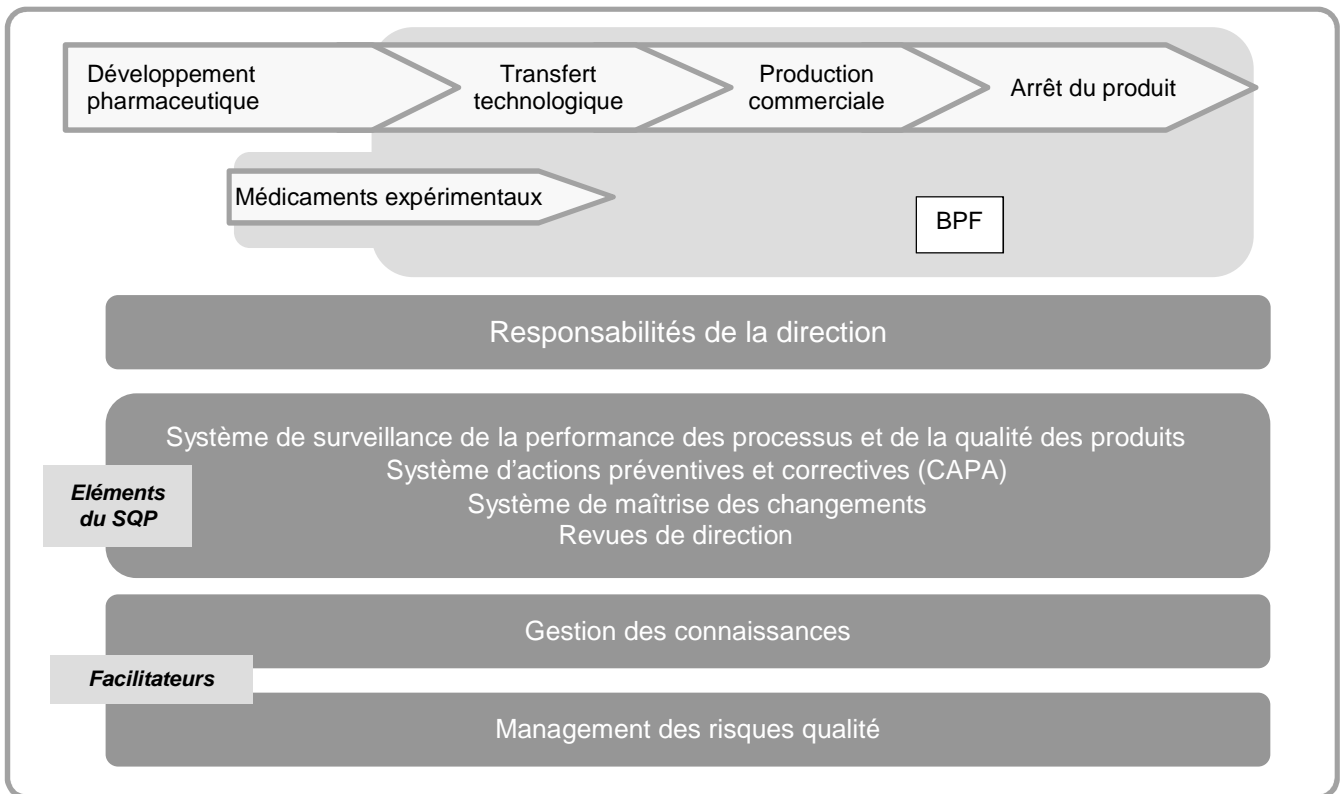 Développement
pharmaceutique
Transfert
technologique
Production
commerciale
Arrêt du produit
Médicaments expérimentaux
BPF
Responsabilités de la direction
Système de surveillance de la performance des processus et de la qualité des produits
Système d'actions préventives et correctives (CAPA)
Système de maîtrise des changements
Revues de direction
Eléments
du SQP
Gestion des connaissances
Facilitateurs
Management des risques qualité